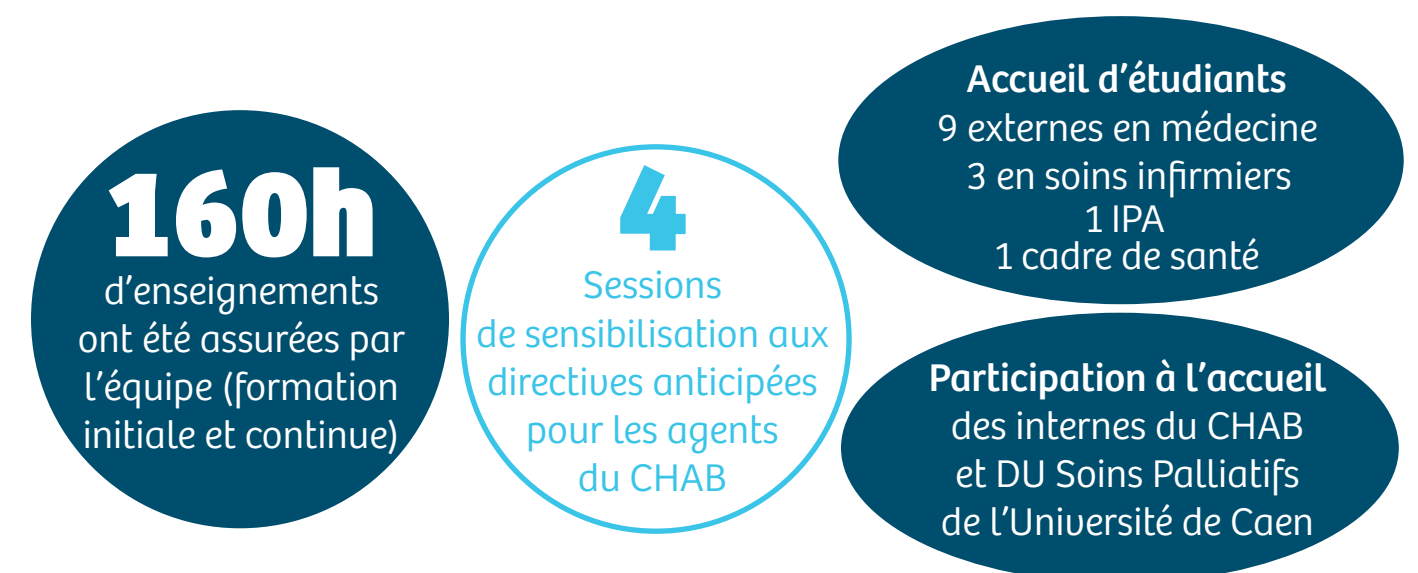 160h
d'enseignements
ont été assurées par
l'équipe (formation
initiale et continue)
4
Sessions
de sensibilisation aux
directives anticipées
pour les agents
du CHAB
Accueil d'étudiants
9 externes en médecine
3 en soins infirmiers
1 IPA
1 cadre de santé
Participation à l'accueil
des internes du CHAB
et DU Soins Palliatifs
de l'Université de Caen